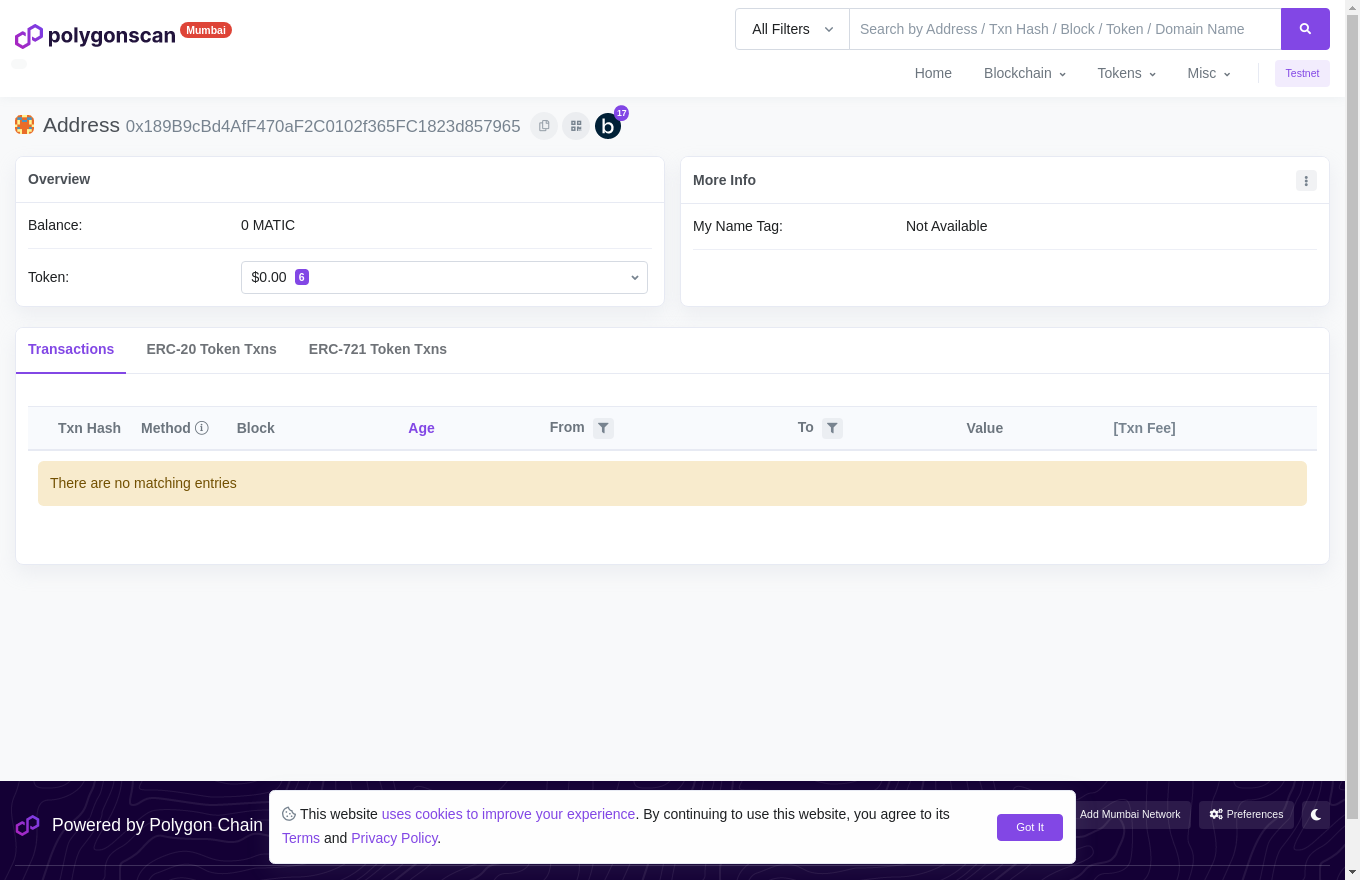 polygonscan Mumbai
All Filters Search by Address / Txn Hash / Block / Token / Domain Name
Home Blockchain Tokens Misc Testnet
Address 0x189B9cBd4AfF470aF2C0102f365FC1823d857965 b 17
Overview
Balance: 0 MATIC
Token: $0.00 6
More Info
My Name Tag: Not Available
Transactions ERC-20 Token Txns ERC-721 Token Txns
Txn Hash Method Block Age From To Value [Txn Fee]
There are no matching entries
Powered by Polygon Chain
This website uses cookies to improve your experience. By continuing to use this website, you agree to its
Terms and Privacy Policy.
Got It
Add Mumbai Network Preferences